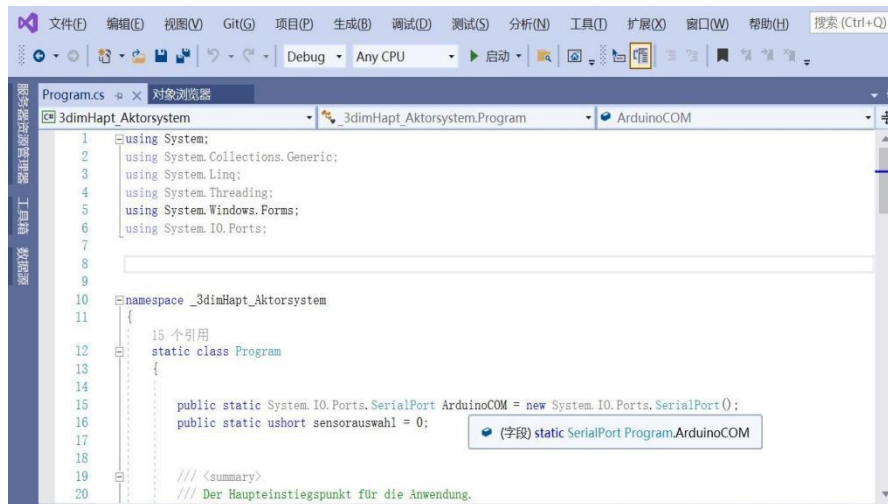 文件(F) 编辑(E) 视图(V) Git(G) 项目(P) 生成(B) 调试(D) 测试(S) 分析(N) 工具(T) 扩展(X) 窗口(W) 帮助(H) 搜索 (Ctrl+Q)
Debug Any CPU 启动
服务器资源管理器
工具箱
数据源
Program.cs 对象浏览器
3dimHapt_Aktorsystem _3dimHapt_Aktorsystem.Program ArduinoCOM
1 using System;
2 using System.Collections.Generic;
3 using System.Linq;
4 using System.Threading;
5 using System.Windows.Forms;
6 using System.IO.Ports;
7
8
9
10 namespace _3dimHapt_Aktorsystem
11 {
15 个引用
12 static class Program
13 {
14
15 public static System.IO.Ports.SerialPort ArduinoCOM = new System.IO.Ports.SerialPort();
16 public static ushort sensorauswahl = 0;
(字段) static SerialPort Program.ArduinoCOM
17
18
19 /// <summary>
20 /// Der Haupteinstiegspunkt für die Anwendung.